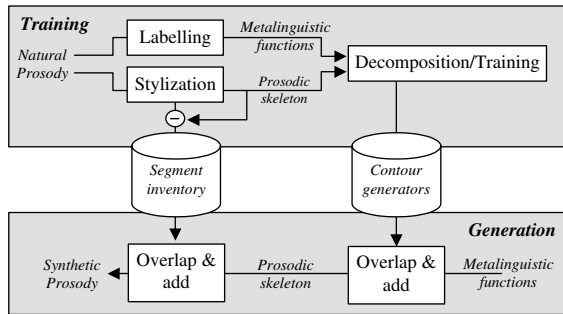 Training
Labelling
Metalinguistic
functions
Natural
Prosody
Decomposition/Training
Stylization
Prosodic
skeleton
−
Segment
inventory
Contour
generators
Generation
Synthetic
Prosody
Overlap &
add
Prosodic
skeleton
Overlap &
add
Metalinguistic
functions